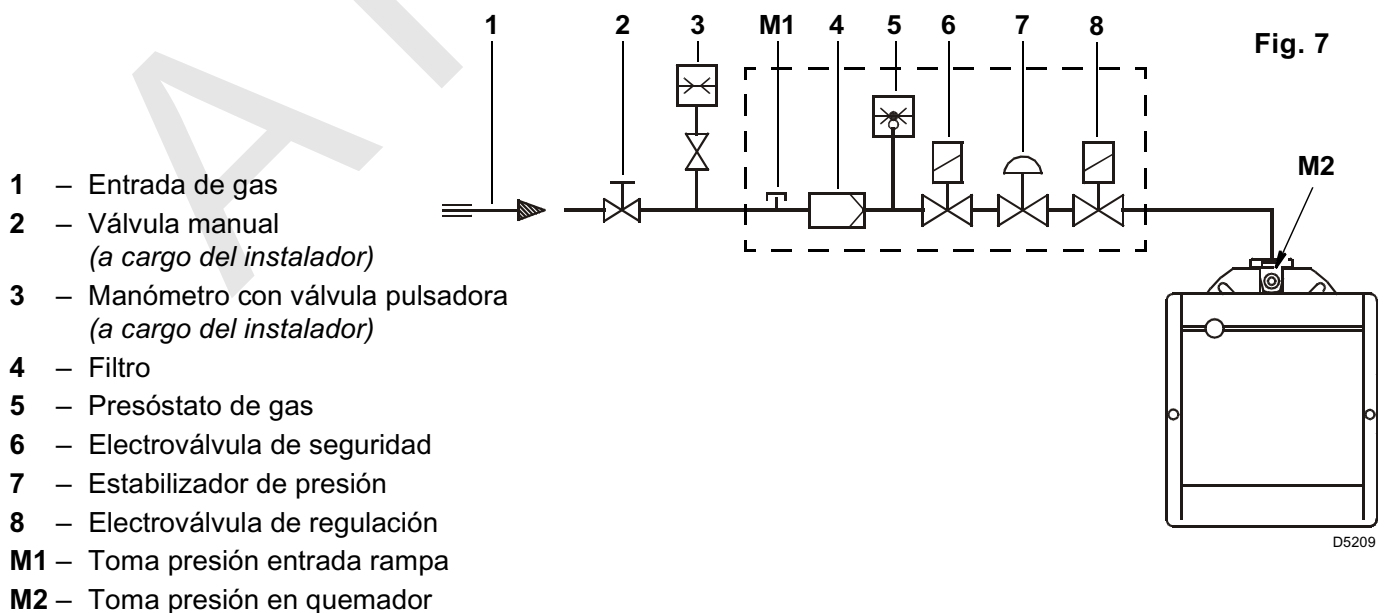 1 2 3 M1 4 5 6 7 8
Fig. 7
M2
1 – Entrada de gas
2 – Válvula manual
(a cargo del instalador)
3 – Manómetro con válvula pulsadora
(a cargo del instalador)
4 – Filtro
5 – Presóstato de gas
6 – Electroválvula de seguridad
7 – Estabilizador de presión
8 – Electroválvula de regulación
M1 – Toma presión entrada rampa
M2 – Toma presión en quemador
D5209